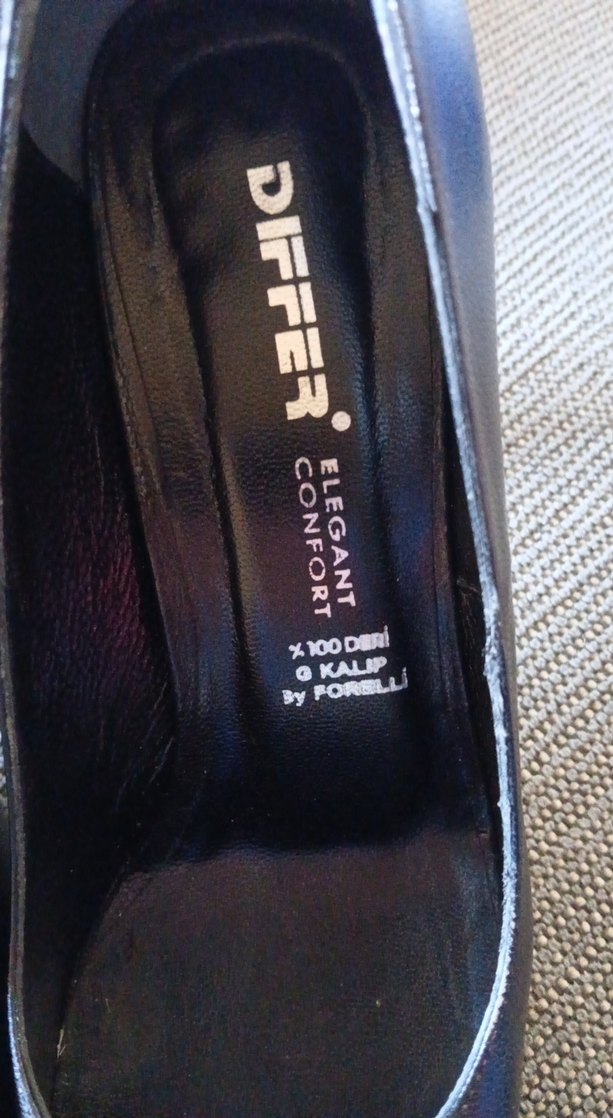 DIFFER
ELEGANT
CONFORT
%100 DERİ
G KALIP
By FORELLİ